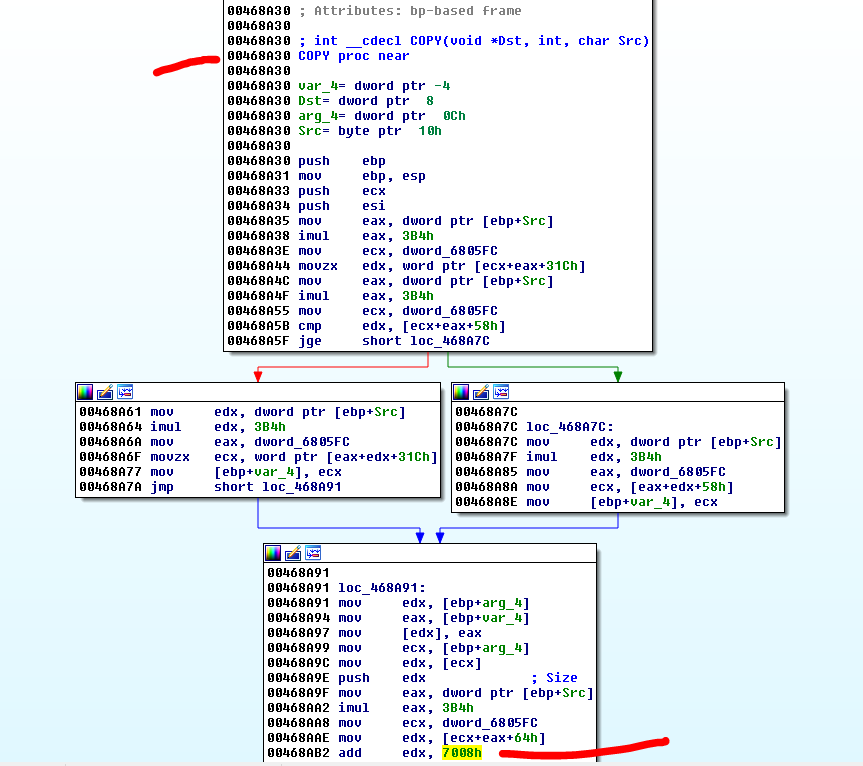 00468A30 ; Attributes: bp-based frame
00468A30
00468A30 ; int __cdecl COPY(void *Dst, int, char Src)
00468A30 COPY proc near
00468A30
00468A30 var_4= dword ptr -4
00468A30 Dst= dword ptr  8
00468A30 arg_4= dword ptr  0Ch
00468A30 Src= byte ptr  10h
00468A30
00468A30 push    ebp
00468A31 mov     ebp, esp
00468A33 push    ecx
00468A34 push    esi
00468A35 mov     eax, dword ptr [ebp+Src]
00468A38 imul    eax, 3B4h
00468A3E mov     ecx, dword_6805FC
00468A44 movzx   edx, word ptr [ecx+eax+31Ch]
00468A4C mov     eax, dword ptr [ebp+Src]
00468A4F imul    eax, 3B4h
00468A55 mov     ecx, dword_6805FC
00468A5B cmp     edx, [ecx+eax+58h]
00468A5F jge     short loc_468A7C
00468A61 mov     edx, dword ptr [ebp+Src]
00468A64 imul    edx, 3B4h
00468A6A mov     eax, dword_6805FC
00468A6F movzx   ecx, word ptr [eax+edx+31Ch]
00468A77 mov     [ebp+var_4], ecx
00468A7A jmp     short loc_468A91
00468A7C
00468A7C loc_468A7C:
00468A7C mov     edx, dword ptr [ebp+Src]
00468A7F imul    edx, 3B4h
00468A85 mov     eax, dword_6805FC
00468A8A mov     ecx, [eax+edx+58h]
00468A8E mov     [ebp+var_4], ecx
00468A91
00468A91 loc_468A91:
00468A91 mov     edx, [ebp+arg_4]
00468A94 mov     eax, [ebp+var_4]
00468A97 mov     [edx], eax
00468A99 mov     ecx, [ebp+arg_4]
00468A9C mov     edx, [ecx]
00468A9E push    edx             ; Size
00468A9F mov     eax, dword ptr [ebp+Src]
00468AA2 imul    eax, 3B4h
00468AA8 mov     ecx, dword_6805FC
00468AAE mov     edx, [ecx+eax+64h]
00468AB2 add     edx, 7008h